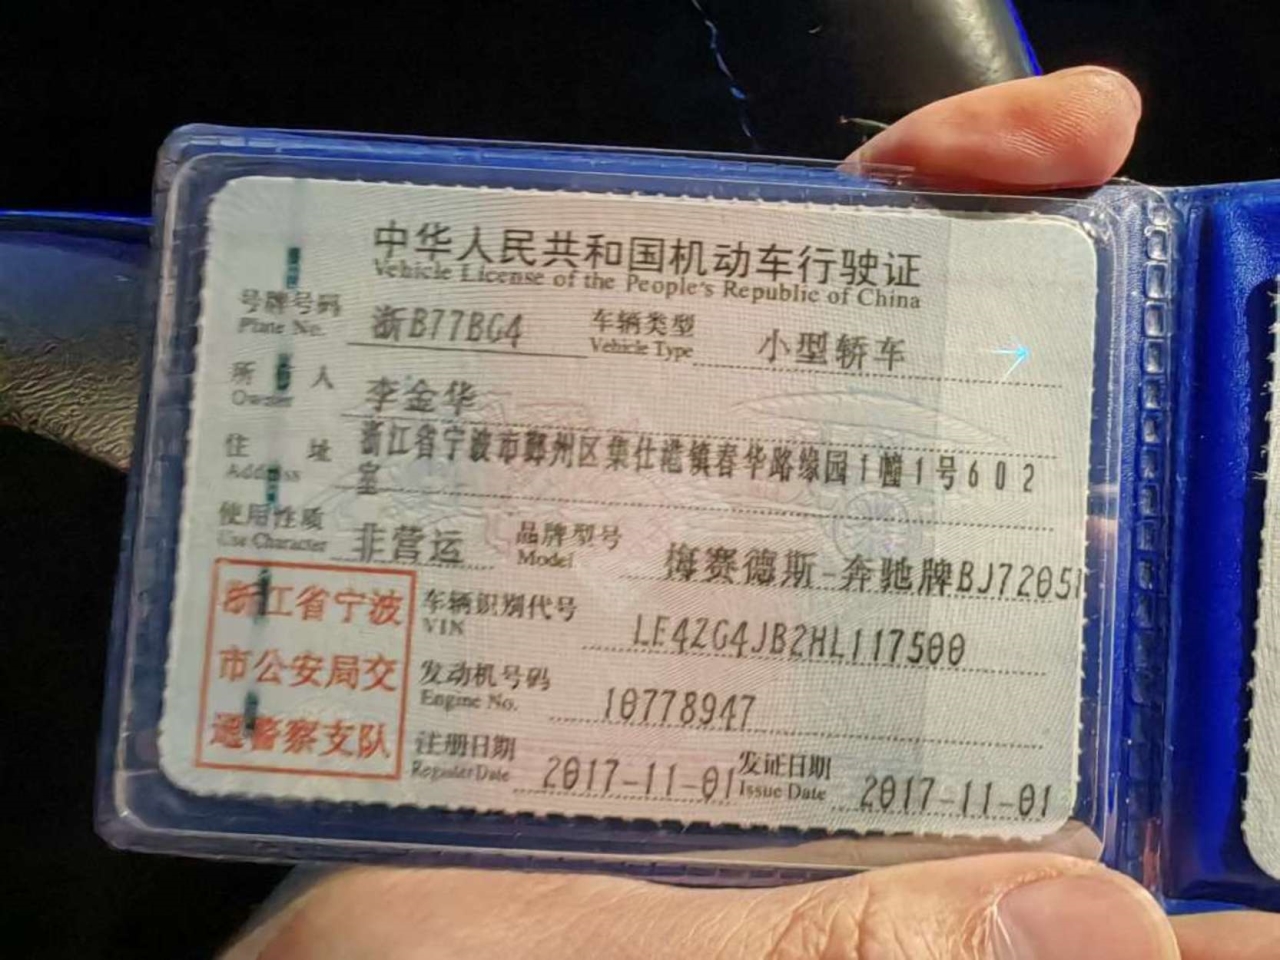 中华人民共和国机动车行驶证
Vehicle License of the People's Republic of China
号牌号码 浙B77BG4 车辆类型 小型轿车
Plate No. Vehicle Type
所 人 李金华
Owner
住 址 浙江省宁波市鄞州区集仕港镇春华路缘园1幢1号602
Address 室
使用性质 非营运 品牌型号 梅赛德斯-奔驰牌BJ7205
Use Character Model
浙江省宁波
市公安局交
通警察支队
车辆识别代号 LE4ZG4JB2HL117500
VIN
发动机号码 10778947
Engine No.
注册日期 2017-11-01 发证日期 2017-11-01
Register Date Issue Date